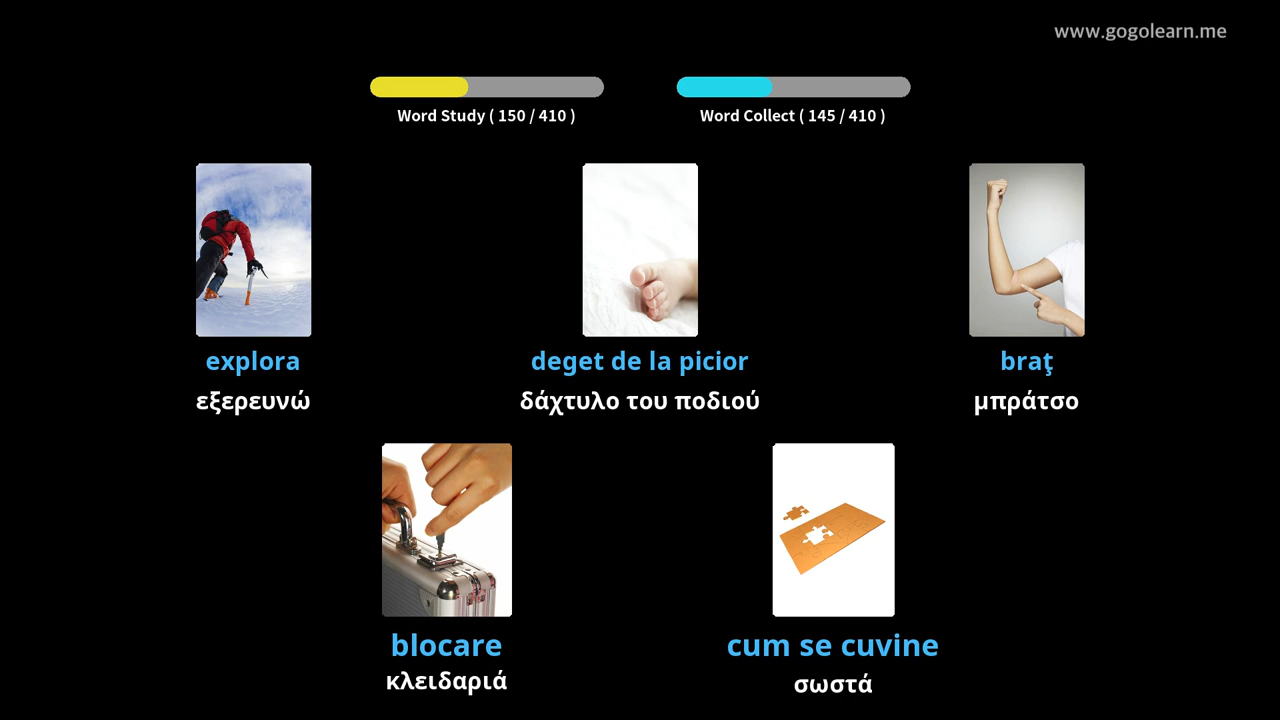 www.gogolearn.me
Word Study ( 150 / 410 )
Word Collect ( 145 / 410 )
explora
εξερευνώ
deget de la picior
δάχτυλο του ποδιού
braţ
μπράτσο
blocare
κλειδαριά
cum se cuvine
σωστά